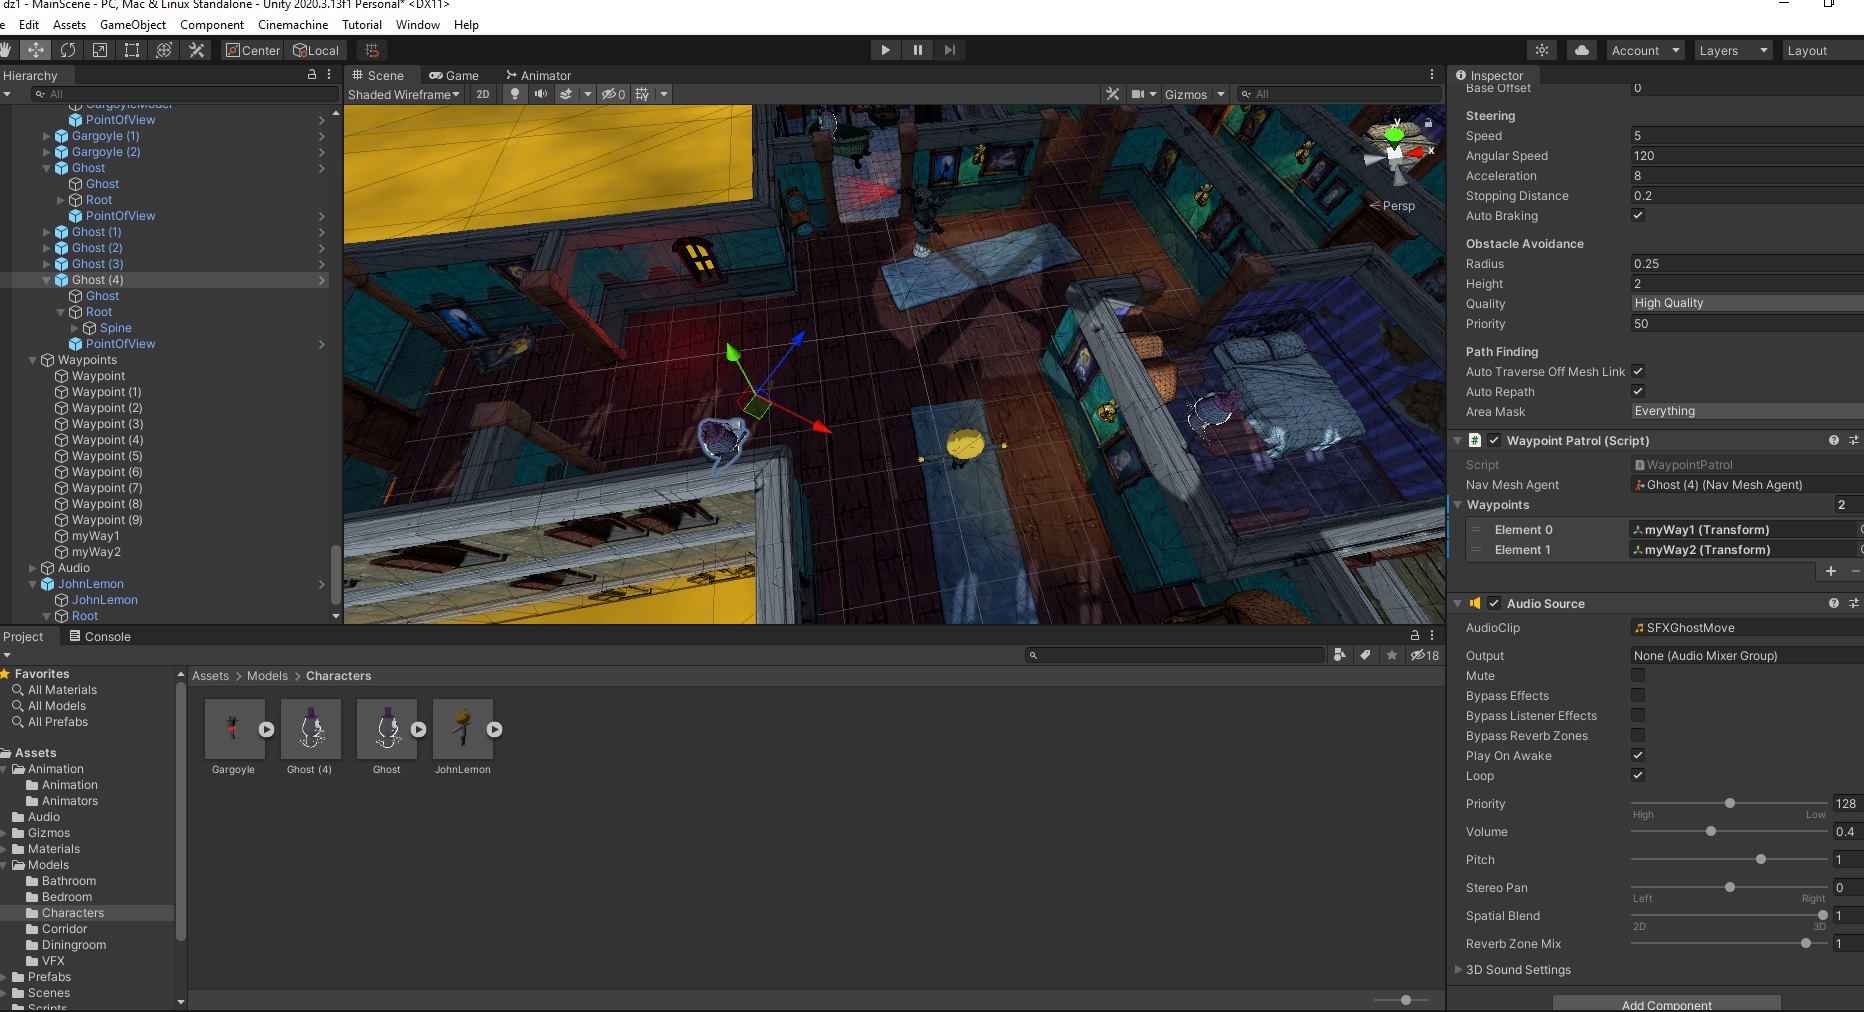 dz1 - MainScene - PC, Mac & Linux Standalone - Unity 2020.3.13f1 Personal* <DX11>
Edit Assets GameObject Component Cinemachine Tutorial Window Help
Center Local
Account Layers Layout
Hierarchy
All
GargoyleModel
PointOfView
Gargoyle (1)
Gargoyle (2)
Ghost
Ghost
Root
PointOfView
Ghost (1)
Ghost (2)
Ghost (3)
Ghost (4)
Ghost
Root
Spine
PointOfView
Waypoints
Waypoint
Waypoint (1)
Waypoint (2)
Waypoint (3)
Waypoint (4)
Waypoint (5)
Waypoint (6)
Waypoint (7)
Waypoint (8)
Waypoint (9)
myWay1
myWay2
Audio
JohnLemon
JohnLemon
Root
Scene Game Animator
Shaded Wireframe 2D 0 Gizmos All
y
x
Persp
Inspector
Base Offset 0
Steering
Speed 5
Angular Speed 120
Acceleration 8
Stopping Distance 0.2
Auto Braking
Obstacle Avoidance
Radius 0.25
Height 2
Quality High Quality
Priority 50
Path Finding
Auto Traverse Off Mesh Link
Auto Repath
Area Mask Everything
# Waypoint Patrol (Script)
Script WaypointPatrol
Nav Mesh Agent Ghost (4) (Nav Mesh Agent)
Waypoints 2
Element 0 myWay1 (Transform)
Element 1 myWay2 (Transform)
+ −
Audio Source
AudioClip SFXGhostMove
Output None (Audio Mixer Group)
Mute
Bypass Effects
Bypass Listener Effects
Bypass Reverb Zones
Play On Awake
Loop
Priority 128
High Low
Volume 0.4
Pitch 1
Stereo Pan 0
Left Right
Spatial Blend 1
2D 3D
Reverb Zone Mix 1
3D Sound Settings
Add Component
Project Console
18
Favorites
All Materials
All Models
All Prefabs
Assets
Animation
Animation
Animators
Audio
Gizmos
Materials
Models
Bathroom
Bedroom
Characters
Corridor
Diningroom
VFX
Prefabs
Scenes
Scripts
Assets > Models > Characters
Gargoyle Ghost (4) Ghost JohnLemon